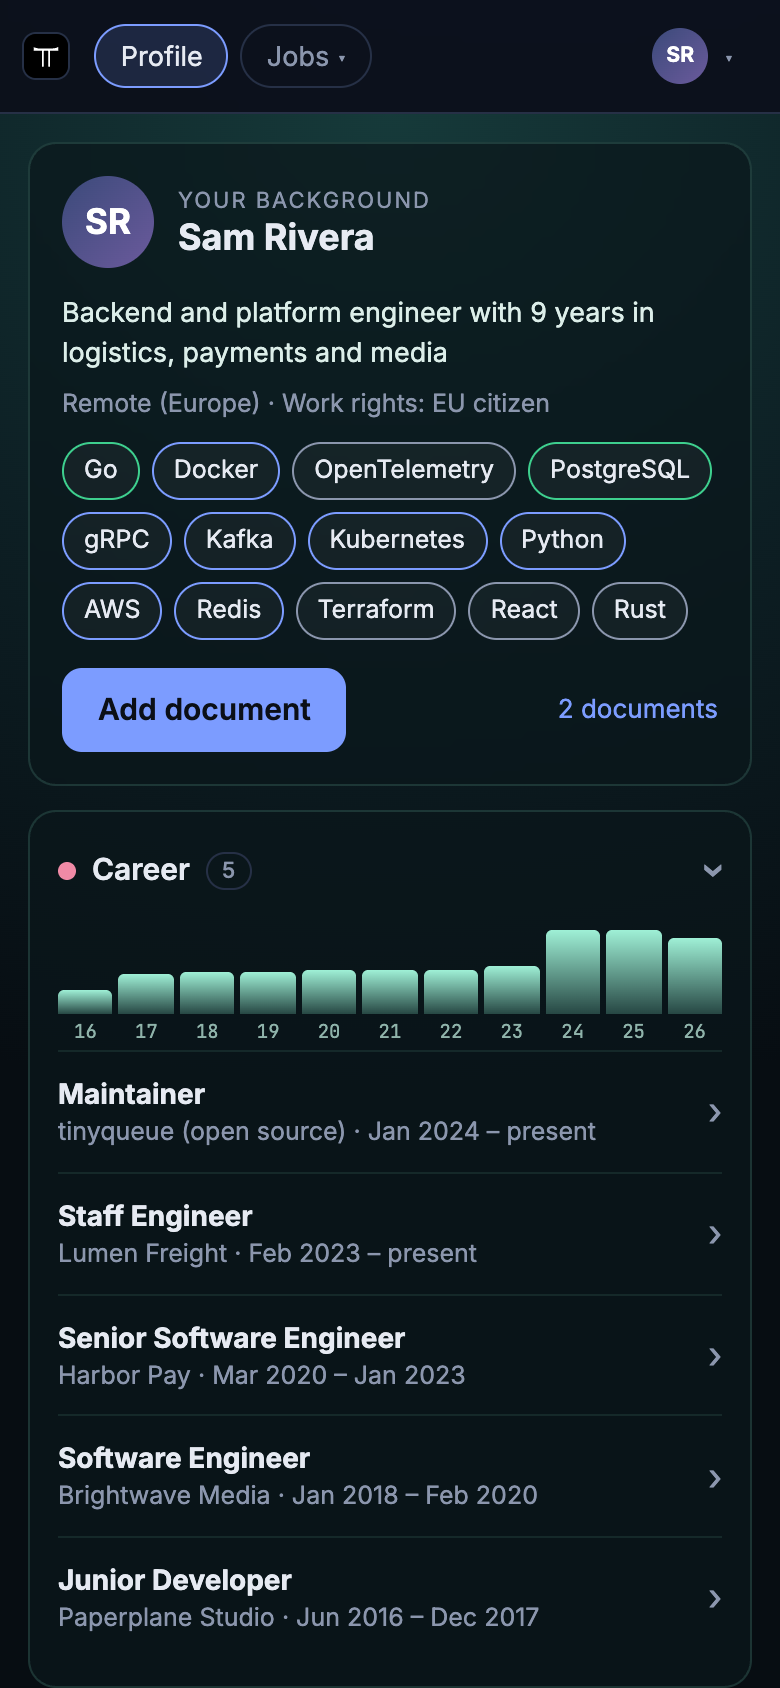 Profile
Jobs ▾
SR ▾
SR
YOUR BACKGROUND
Sam Rivera
Backend and platform engineer with 9 years in
logistics, payments and media
Remote (Europe) · Work rights: EU citizen
Go Docker OpenTelemetry PostgreSQL
gRPC Kafka Kubernetes Python
AWS Redis Terraform React Rust
Add document
2 documents
Career 5
16 17 18 19 20 21 22 23 24 25 26
Maintainer
tinyqueue (open source) · Jan 2024 – present
Staff Engineer
Lumen Freight · Feb 2023 – present
Senior Software Engineer
Harbor Pay · Mar 2020 – Jan 2023
Software Engineer
Brightwave Media · Jan 2018 – Feb 2020
Junior Developer
Paperplane Studio · Jun 2016 – Dec 2017